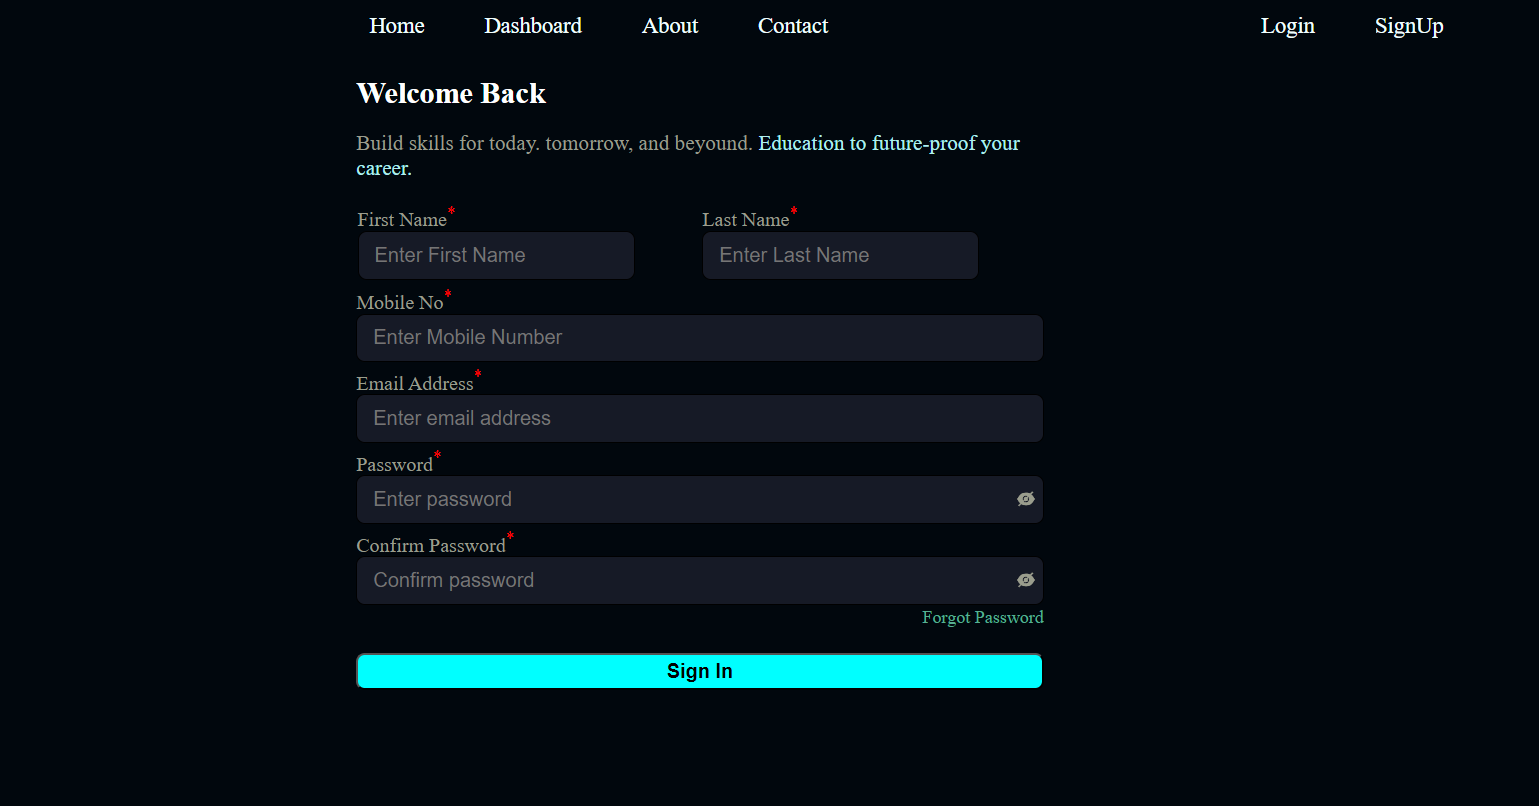 Home Dashboard About Contact Login SignUp
Welcome Back
Build skills for today. tomorrow, and beyound. Education to future-proof your
career.
First Name* Last Name*
Enter First Name Enter Last Name
Mobile No*
Enter Mobile Number
Email Address*
Enter email address
Password*
Enter password
Confirm Password*
Confirm password
Forgot Password
Sign In